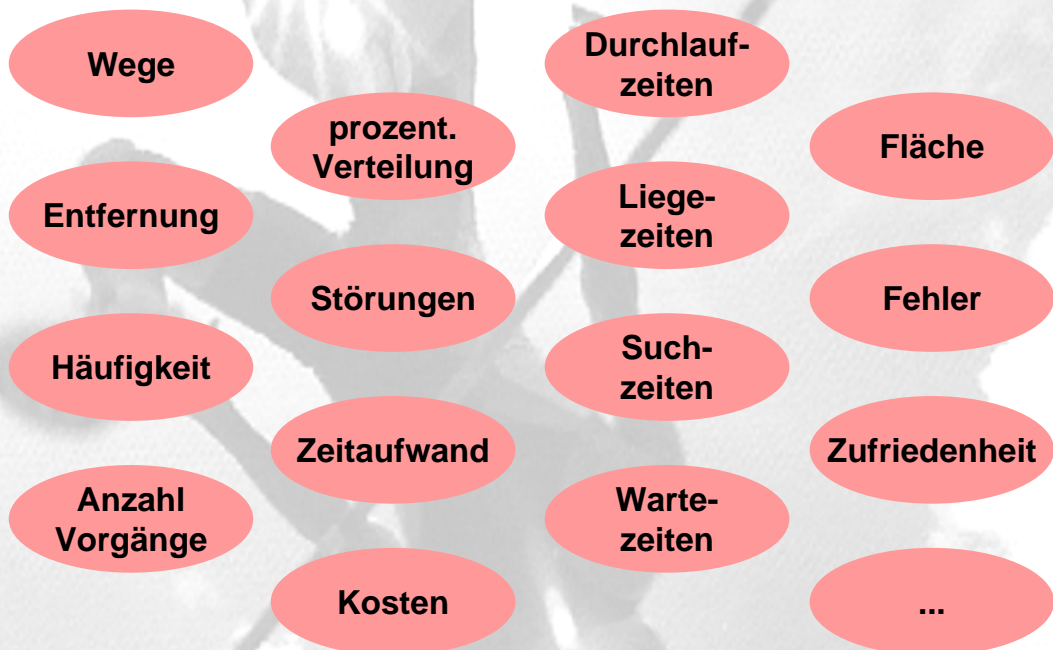 Wege
Entfernung
Häufigkeit
Anzahl
Vorgänge
prozent.
Verteilung
Störungen
Zeitaufwand
Kosten
Durchlauf-
zeiten
Liege-
zeiten
Such-
zeiten
Warte-
zeiten
Fläche
Fehler
Zufriedenheit
...